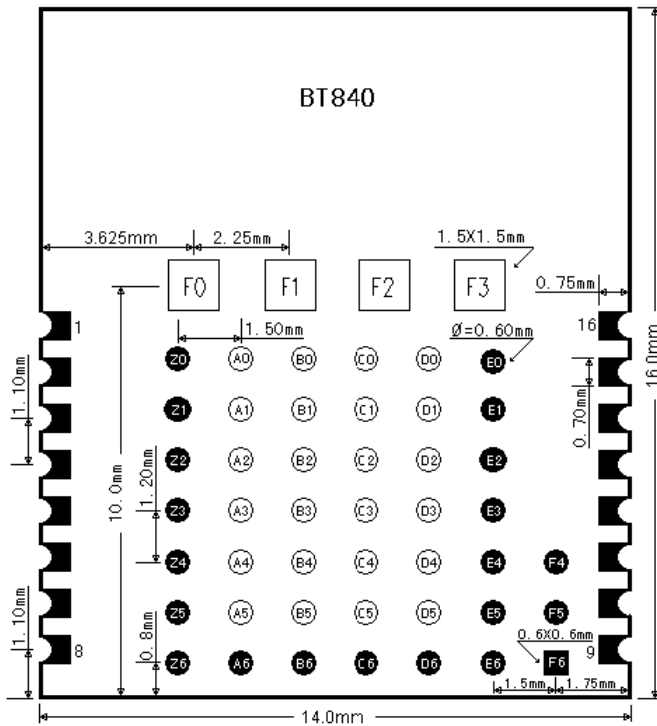 BT840
3.625mm 2.25mm 1.5X1.5mm
F0 F1 F2 F3
0.75mm
1 1.50mm Ø=0.60mm 16
Z0 A0 B0 C0 D0 E0
16.0mm
1.10mm
0.70mm
Z1 A1 B1 C1 D1 E1
Z2 A2 B2 C2 D2 E2
10.0mm
1.20mm
Z3 A3 B3 C3 D3 E3
Z4 A4 B4 C4 D4 E4 F4
Z5 A5 B5 C5 D5 E5 F5
1.10mm
0.8mm
0.6X0.6mm
8 9
Z6 A6 B6 C6 D6 E6 F6
1.5mm 1.75mm
14.0mm